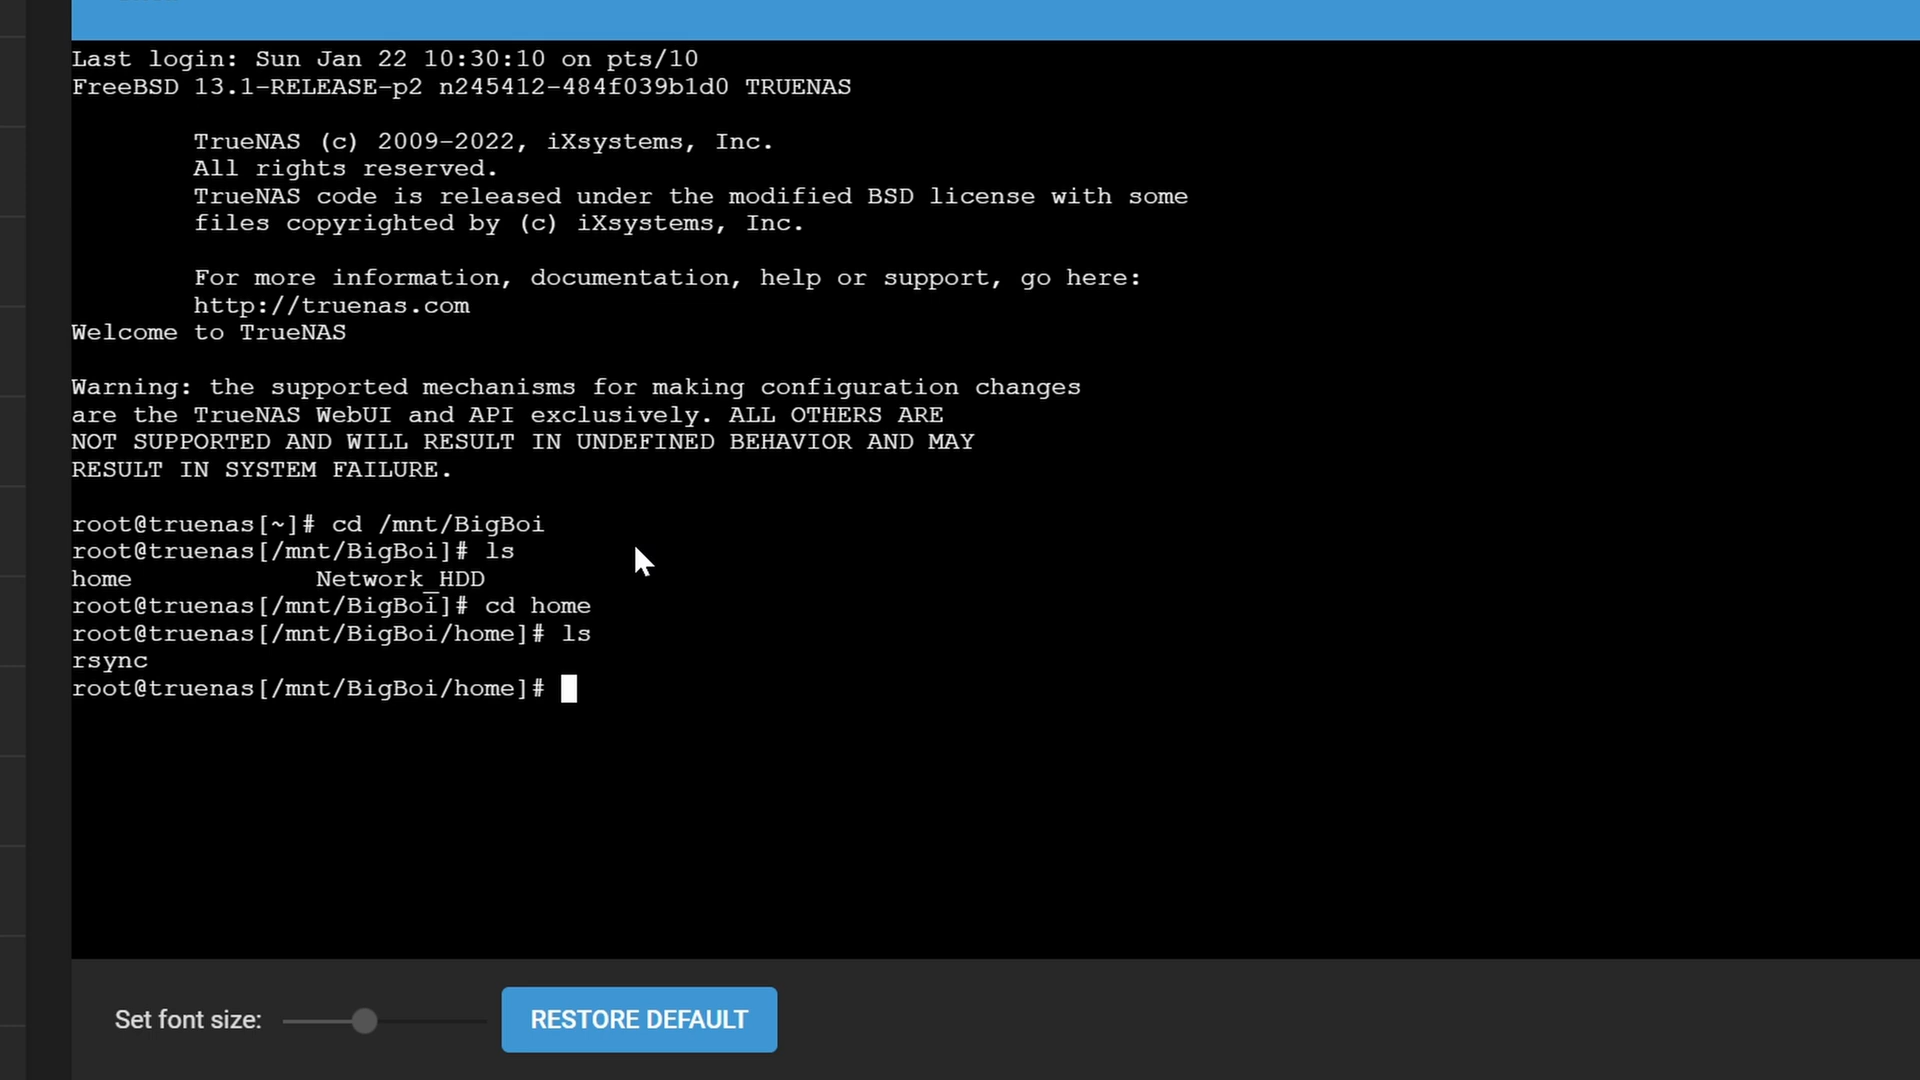 Last login: Sun Jan 22 10:30:10 on pts/10
FreeBSD 13.1-RELEASE-p2 n245412-484f039b1d0 TRUENAS
TrueNAS (c) 2009-2022, iXsystems, Inc.
All rights reserved.
TrueNAS code is released under the modified BSD license with some
files copyrighted by (c) iXsystems, Inc.
For more information, documentation, help or support, go here:
http://truenas.com
Welcome to TrueNAS
Warning: the supported mechanisms for making configuration changes
are the TrueNAS WebUI and API exclusively. ALL OTHERS ARE
NOT SUPPORTED AND WILL RESULT IN UNDEFINED BEHAVIOR AND MAY
RESULT IN SYSTEM FAILURE.
root@truenas[~]# cd /mnt/BigBoi
root@truenas[/mnt/BigBoi]# ls
home Network_HDD
root@truenas[/mnt/BigBoi]# cd home
root@truenas[/mnt/BigBoi/home]# ls
rsync
root@truenas[/mnt/BigBoi/home]#
Set font size: RESTORE DEFAULT